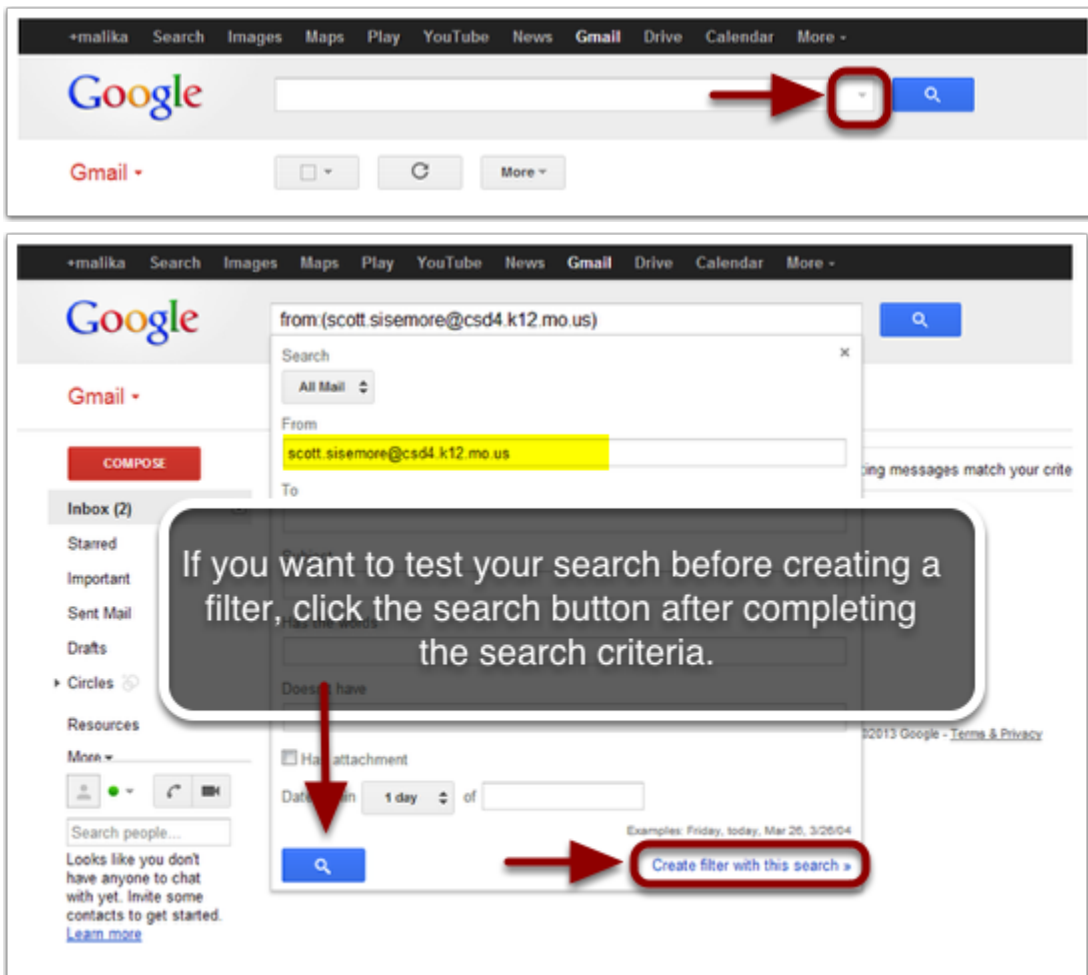 +malika Search Images Maps Play YouTube News Gmail Drive Calendar More
Google
Gmail
More
+malika Search Images Maps Play YouTube News Gmail Drive Calendar More
Google
from:(scott.sisemore@csd4.k12.mo.us)
Search
×
All Mail
Gmail
From
scott.sisemore@csd4.k12.mo.us
COMPOSE
messages match your crite
To
Inbox (2)
Starred
Important
Sent Mail
Drafts
Circles
Resources
More
Search people...
Looks like you don't
have anyone to chat
with yet. Invite some
contacts to get started.
Learn more
If you want to test your search before creating a
filter, click the search button after completing
the search criteria.
Has the words
Doesn't have
©2013 Google - Terms & Privacy
attachment
1 day of
Examples: Friday, today, Mar 26, 3/26/04
Create filter with this search »